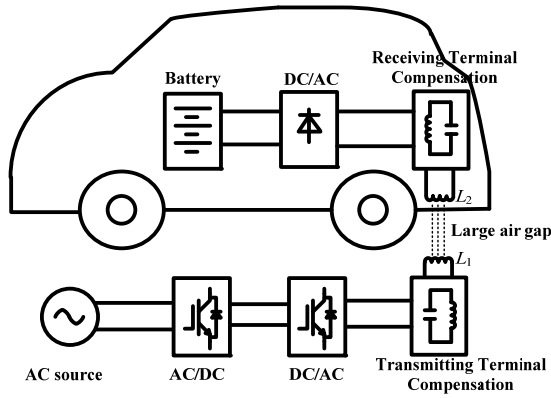 Receiving Terminal
Compensation
Battery
DC/AC
L2
Large air gap
L1
AC source
AC/DC
DC/AC
Transmitting Terminal
Compensation